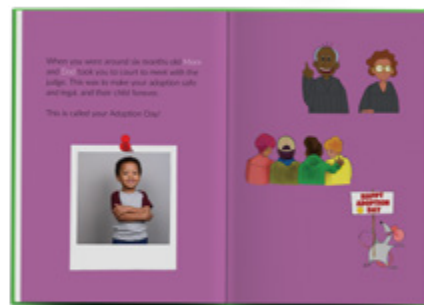 When you were around six months old Mom
and Dad took you to court to meet with the
judge. This was to make your adoption safe
and legal, and their child forever.
This is called your Adoption Day!
HAPPY
ADOPTION
DAY